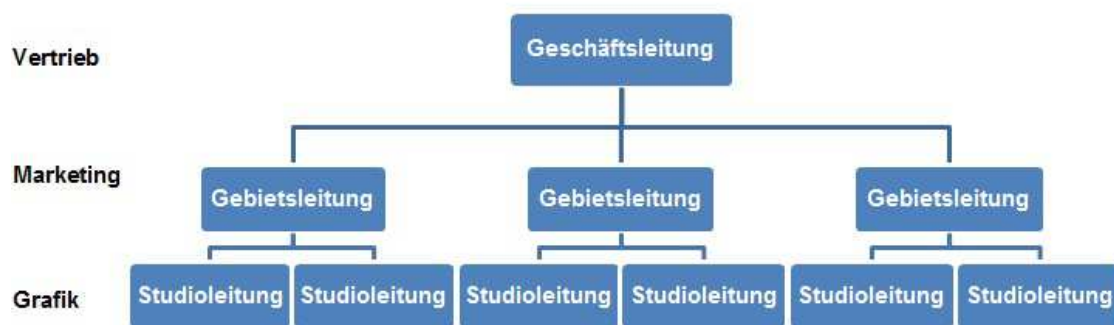 Vertrieb
Geschäftsleitung
Marketing
Gebietsleitung Gebietsleitung Gebietsleitung
Grafik
Studioleitung Studioleitung Studioleitung Studioleitung Studioleitung Studioleitung